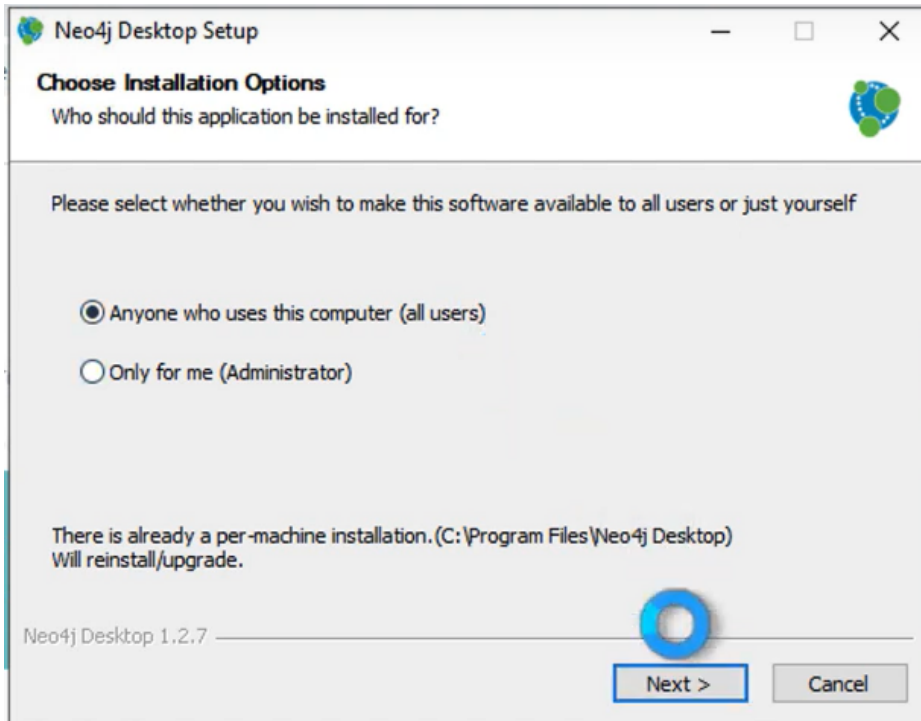 Neo4j Desktop Setup
Choose Installation Options
Who should this application be installed for?
Please select whether you wish to make this software available to all users or just yourself
Anyone who uses this computer (all users)
Only for me (Administrator)
There is already a per-machine installation.(C:\Program Files\Neo4j Desktop)
Will reinstall/upgrade.
Neo4j Desktop 1.2.7
Next >
Cancel